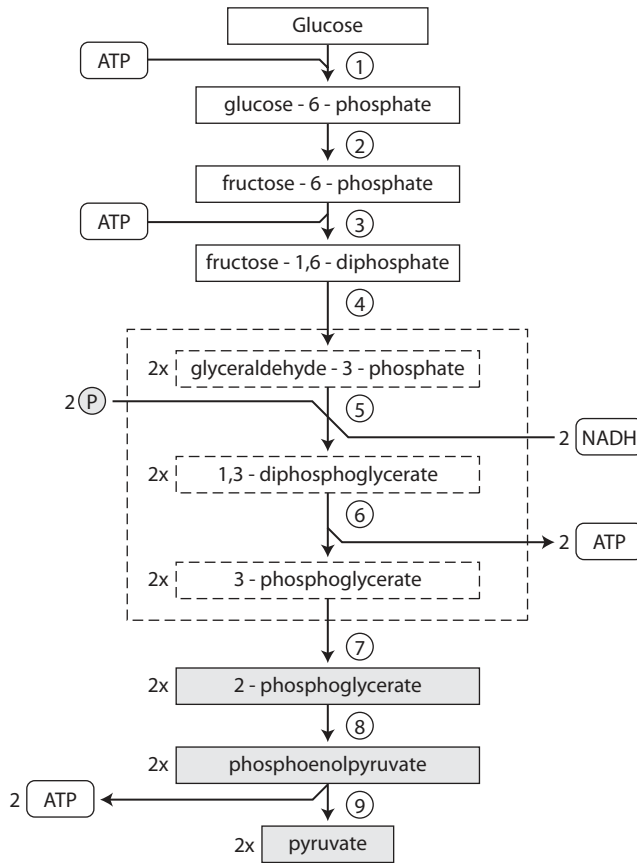 Glucose
ATP
1
glucose - 6 - phosphate
2
fructose - 6 - phosphate
ATP
3
fructose - 1,6 - diphosphate
4
2x glyceraldehyde - 3 - phosphate
2 P
5
2 NADH
2x 1,3 - diphosphoglycerate
6
2 ATP
2x 3 - phosphoglycerate
7
2x 2 - phosphoglycerate
8
2x phosphoenolpyruvate
2 ATP
9
2x pyruvate